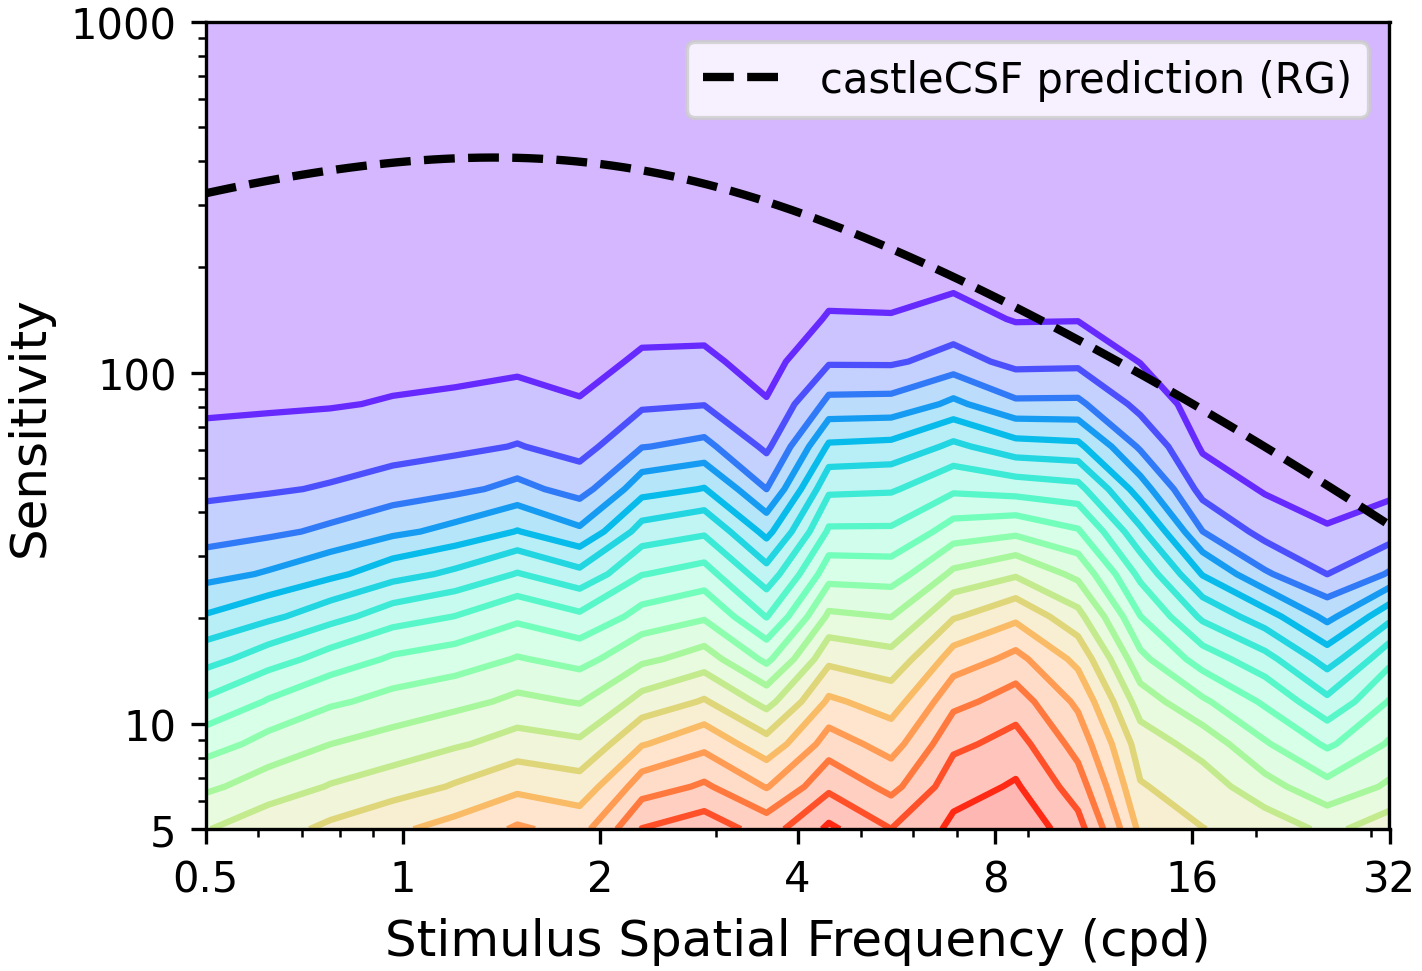 1000
100
10
5
Sensitivity
castleCSF prediction (RG)
0.5 1 2 4 8 16 32
Stimulus Spatial Frequency (cpd)